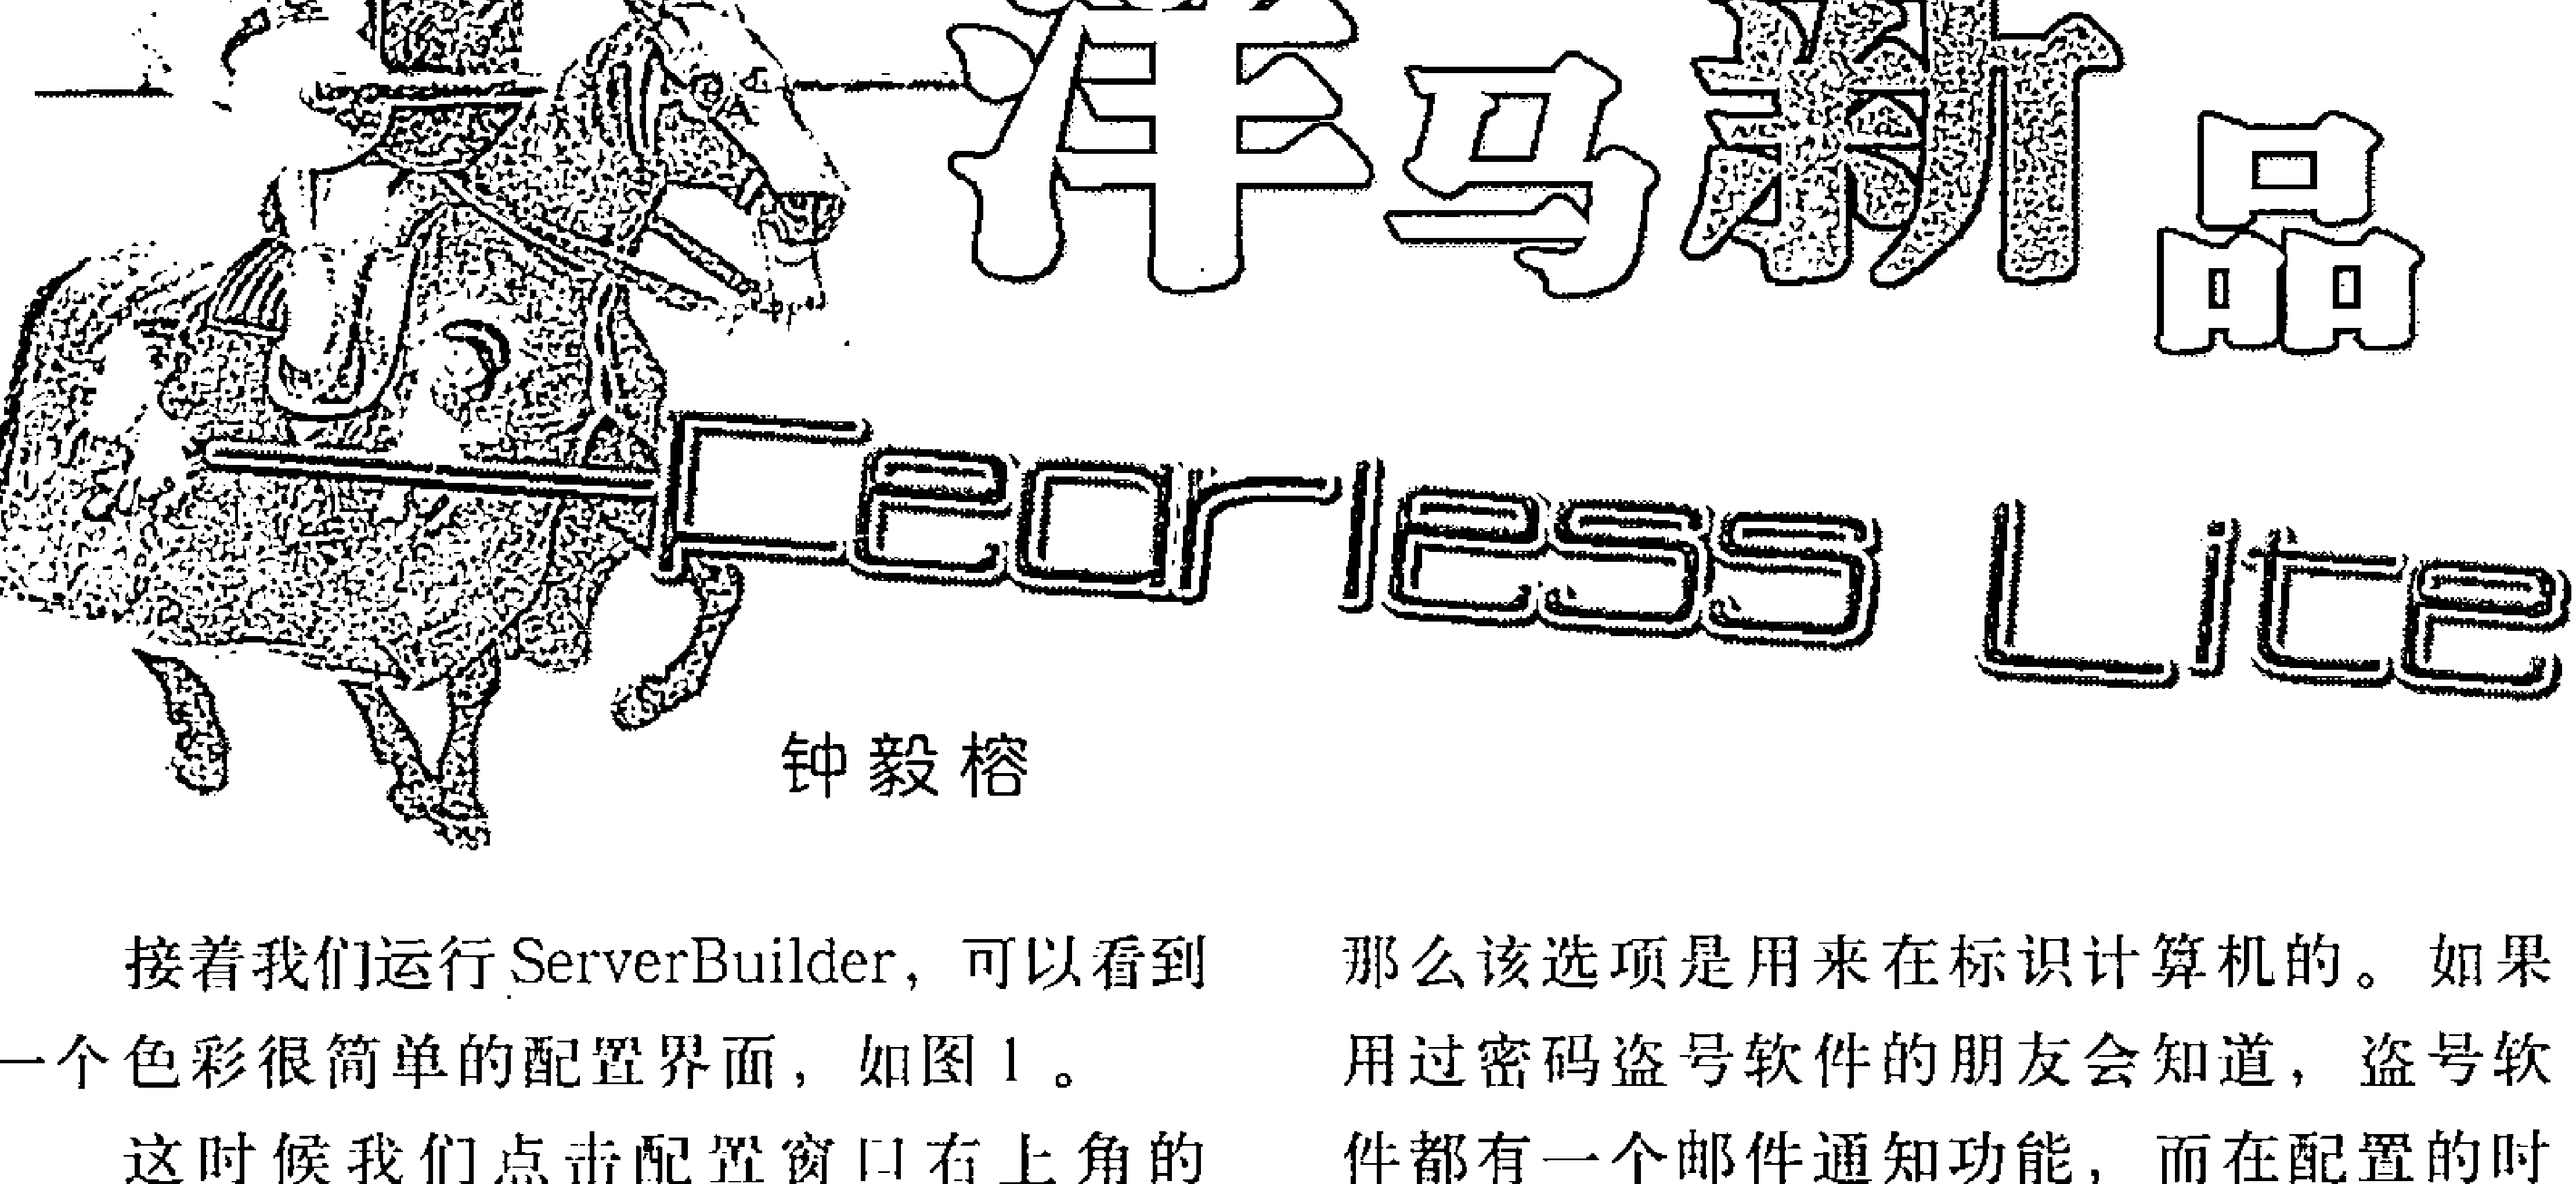 洋马新品
Fearless Lite
钟毅榕
接着我们运行ServerBuilder，可以看到
一个色彩很简单的配置界面，如图1。
这时候我们点击配置窗口右上角的
那么该选项是用来在标识计算机的。如果
用过密码盗号软件的朋友会知道，盗号软
件都有一个邮件通知功能，而在配置的时